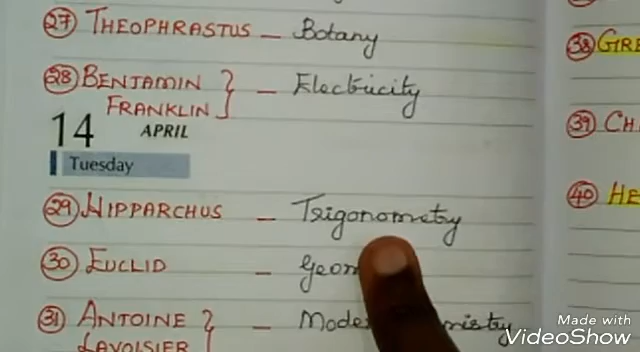 27 THEOPHRASTUS - Botany
28 BENJAMIN FRANKLIN } - Electricity
14 APRIL
Tuesday
29 HIPPARCHUS - Trigonometry
30 EUCLID - Geom
31 ANTOINE LAVOISIER } - Mode nistry
38 GRE
39 CH
40 HE
Made with
VideoShow